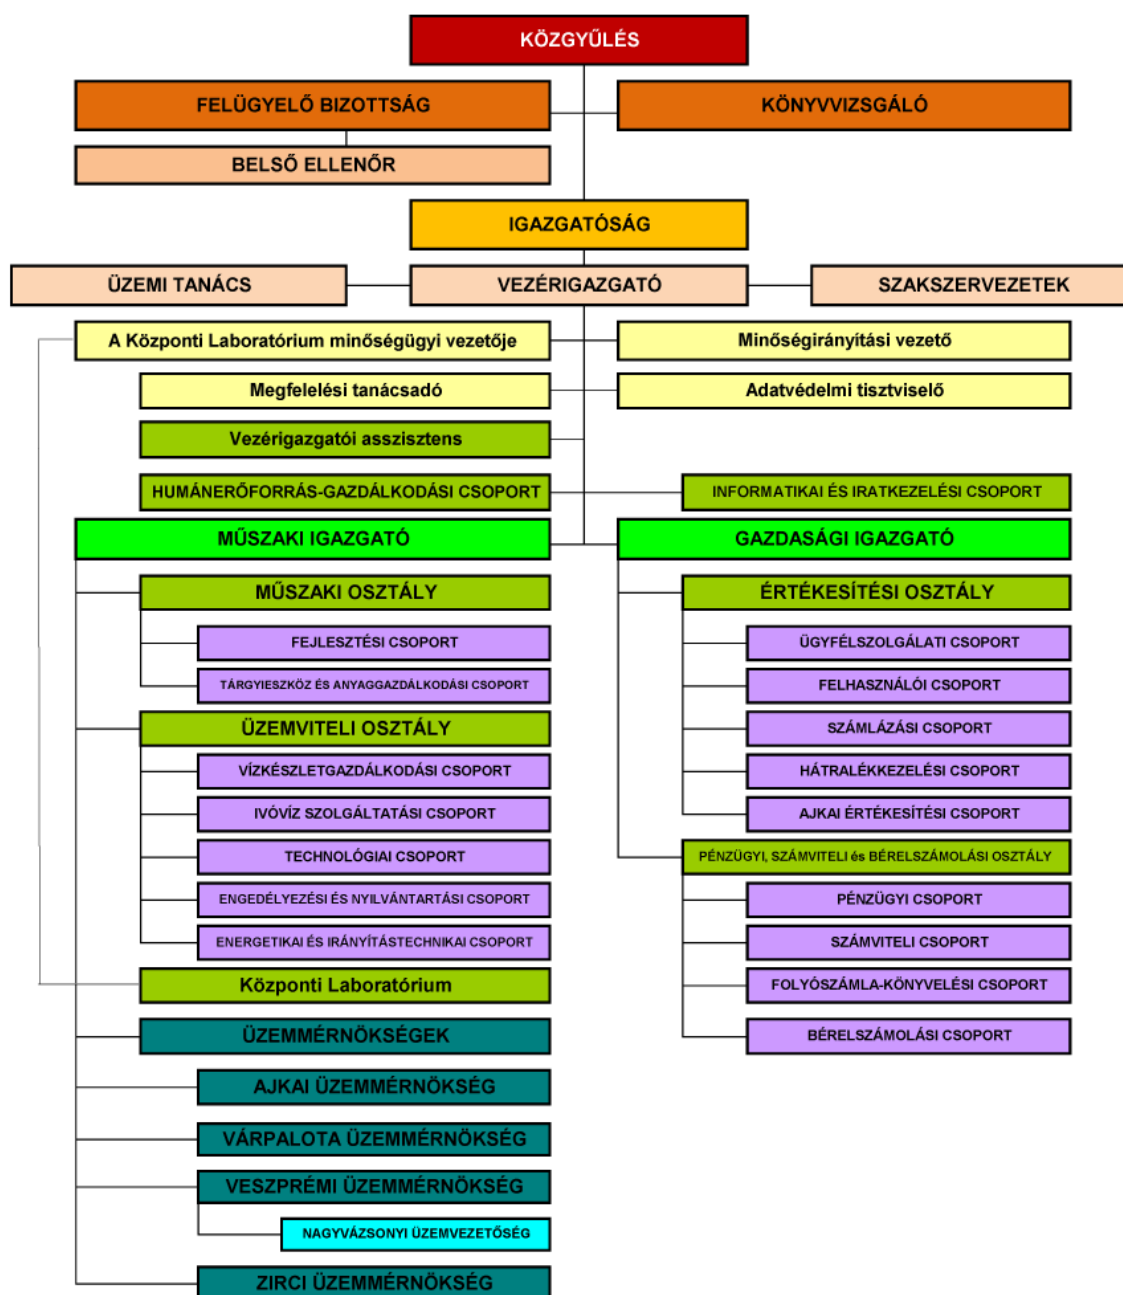 KÖZGYŰLÉS
FELÜGYELŐ BIZOTTSÁG
KÖNYVVIZSGÁLÓ
BELSŐ ELLENŐR
IGAZGATÓSÁG
ÜZEMI TANÁCS
VEZÉRIGAZGATÓ
SZAKSZERVEZETEK
A Központi Laboratórium minőségügyi vezetője
Minőségirányítási vezető
Megfelelési tanácsadó
Adatvédelmi tisztviselő
Vezérigazgatói asszisztens
HUMÁNERŐFORRÁS-GAZDÁLKODÁSI CSOPORT
INFORMATIKAI ÉS IRATKEZELÉSI CSOPORT
MŰSZAKI IGAZGATÓ
GAZDASÁGI IGAZGATÓ
MŰSZAKI OSZTÁLY
FEJLESZTÉSI CSOPORT
TÁRGYIESZKÖZ ÉS ANYAGGAZDÁLKODÁSI CSOPORT
ÜZEMVITELI OSZTÁLY
VÍZKÉSZLETGAZDÁLKODÁSI CSOPORT
IVÓVÍZ SZOLGÁLTATÁSI CSOPORT
TECHNOLÓGIAI CSOPORT
ENGEDÉLYEZÉSI ÉS NYILVÁNTARTÁSI CSOPORT
ENERGETIKAI ÉS IRÁNYÍTÁSTECHNIKAI CSOPORT
Központi Laboratórium
ÜZEMMÉRNÖKSÉGEK
AJKAI ÜZEMMÉRNÖKSÉG
VÁRPALOTA ÜZEMMÉRNÖKSÉG
VESZPRÉMI ÜZEMMÉRNÖKSÉG
NAGYVÁZSONYI ÜZEMVEZETŐSÉG
ZIRCI ÜZEMMÉRNÖKSÉG
ÉRTÉKESÍTÉSI OSZTÁLY
ÜGYFÉLSZOLGÁLATI CSOPORT
FELHASZNÁLÓI CSOPORT
SZÁMLÁZÁSI CSOPORT
HÁTRALÉKKEZELÉSI CSOPORT
AJKAI ÉRTÉKESÍTÉSI CSOPORT
PÉNZÜGYI, SZÁMVITELI és BÉRELSZÁMOLÁSI OSZTÁLY
PÉNZÜGYI CSOPORT
SZÁMVITELI CSOPORT
FOLYÓSZÁMLA-KÖNYVELÉSI CSOPORT
BÉRELSZÁMOLÁSI CSOPORT